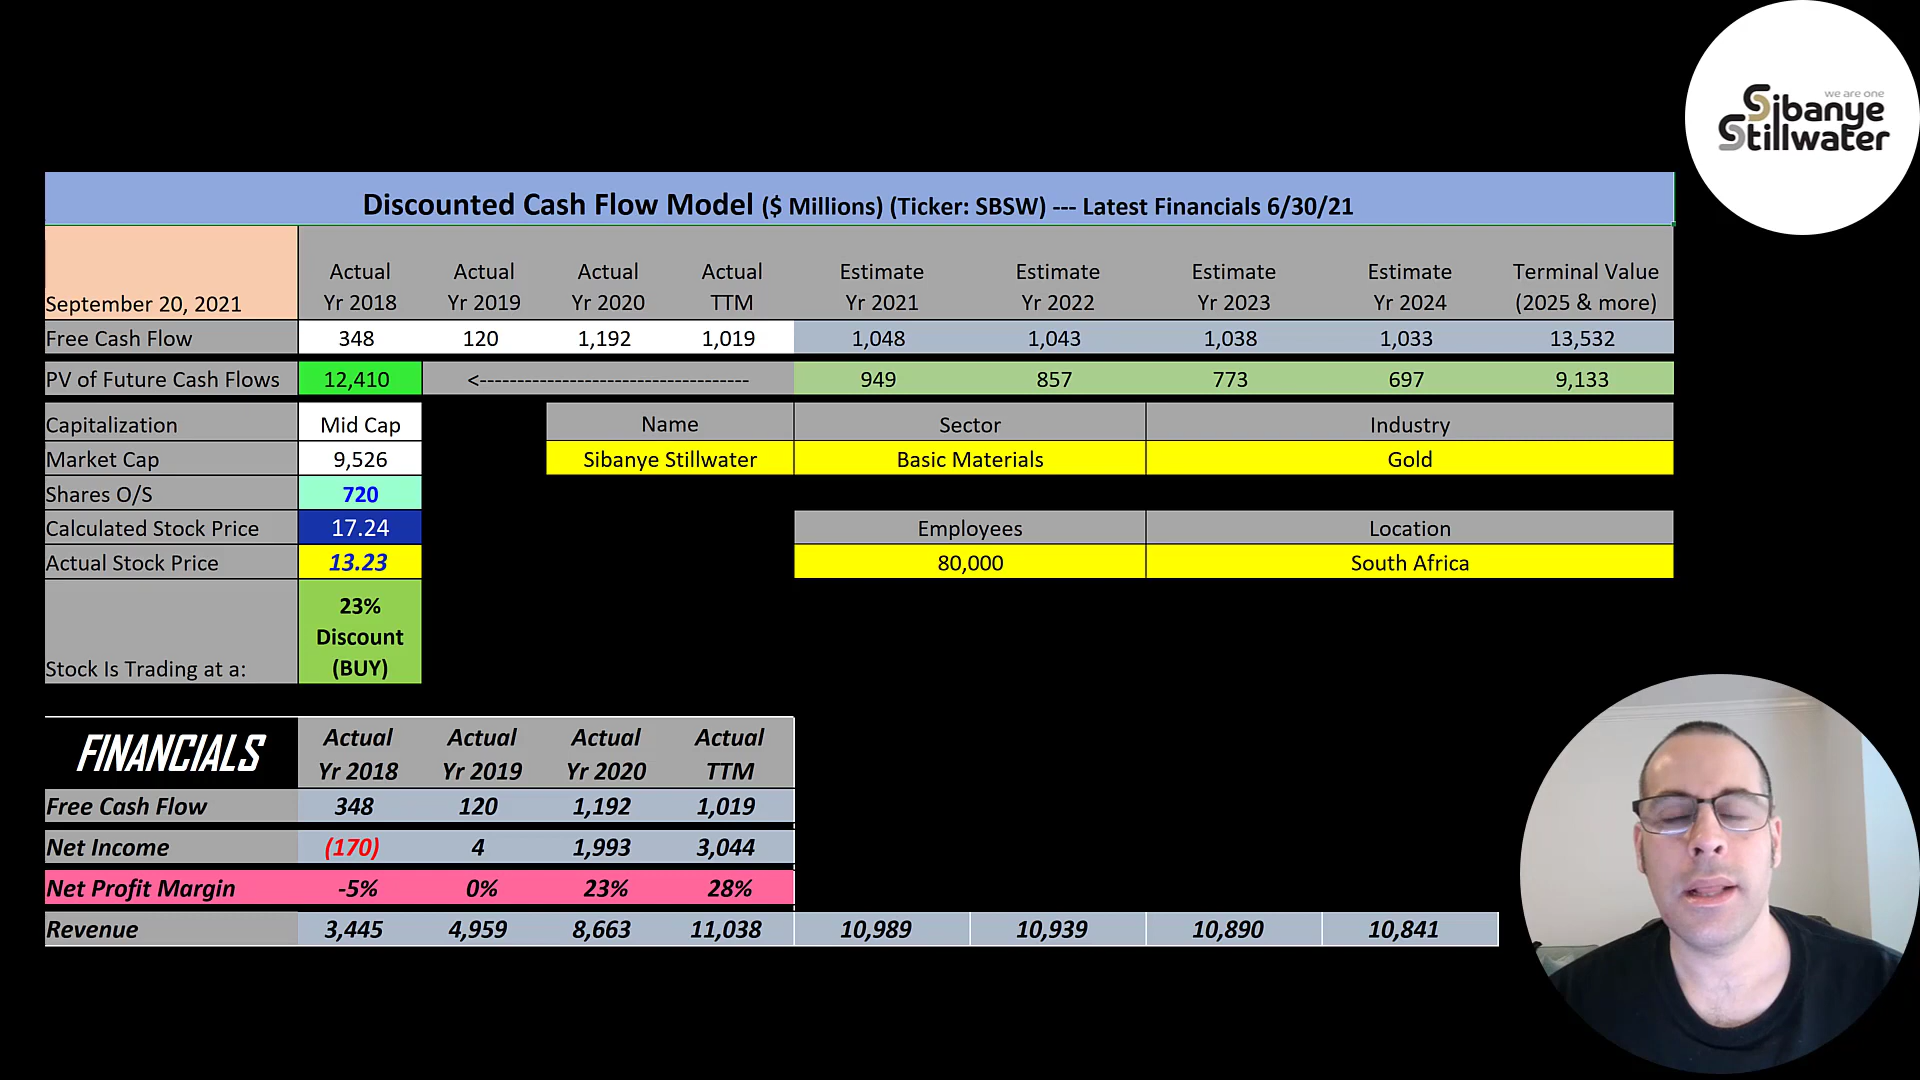 we are one
Sibanye
Stillwater
Discounted Cash Flow Model ($ Millions) (Ticker: SBSW) --- Latest Financials 6/30/21
September 20, 2021 Actual Yr 2018 Actual Yr 2019 Actual Yr 2020 Actual TTM Estimate Yr 2021 Estimate Yr 2022 Estimate Yr 2023 Estimate Yr 2024 Terminal Value (2025 & more)
Free Cash Flow 348 120 1,192 1,019 1,048 1,043 1,038 1,033 13,532
PV of Future Cash Flows 12,410 <----------------------------------- 949 857 773 697 9,133
Capitalization Mid Cap Name Sector Industry
Market Cap 9,526 Sibanye Stillwater Basic Materials Gold
Shares O/S 720
Calculated Stock Price 17.24 Employees Location
Actual Stock Price 13.23 80,000 South Africa
Stock Is Trading at a: 23% Discount (BUY)
FINANCIALS Actual Yr 2018 Actual Yr 2019 Actual Yr 2020 Actual TTM
Free Cash Flow 348 120 1,192 1,019
Net Income (170) 4 1,993 3,044
Net Profit Margin -5% 0% 23% 28%
Revenue 3,445 4,959 8,663 11,038 10,989 10,939 10,890 10,841